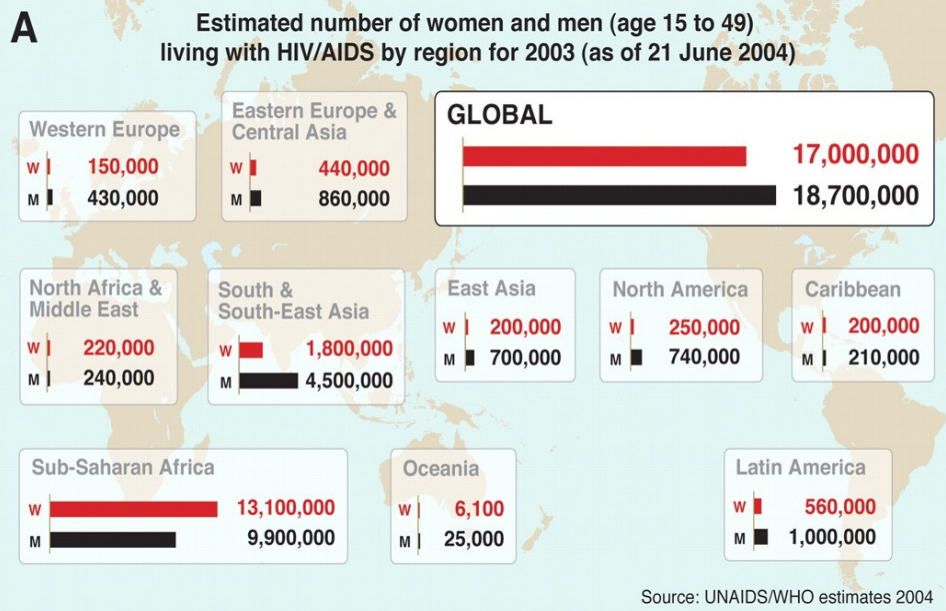 A
Estimated number of women and men (age 15 to 49)
living with HIV/AIDS by region for 2003 (as of 21 June 2004)
Western Europe
W 150,000
M 430,000
Eastern Europe &
Central Asia
W 440,000
M 860,000
GLOBAL
17,000,000
18,700,000
North Africa &
Middle East
W 220,000
M 240,000
South &
South-East Asia
W 1,800,000
M 4,500,000
East Asia
W 200,000
M 700,000
North America
W 250,000
M 740,000
Caribbean
W 200,000
M 210,000
Sub-Saharan Africa
W 13,100,000
M 9,900,000
Oceania
W 6,100
M 25,000
Latin America
W 560,000
M 1,000,000
Source: UNAIDS/WHO estimates 2004